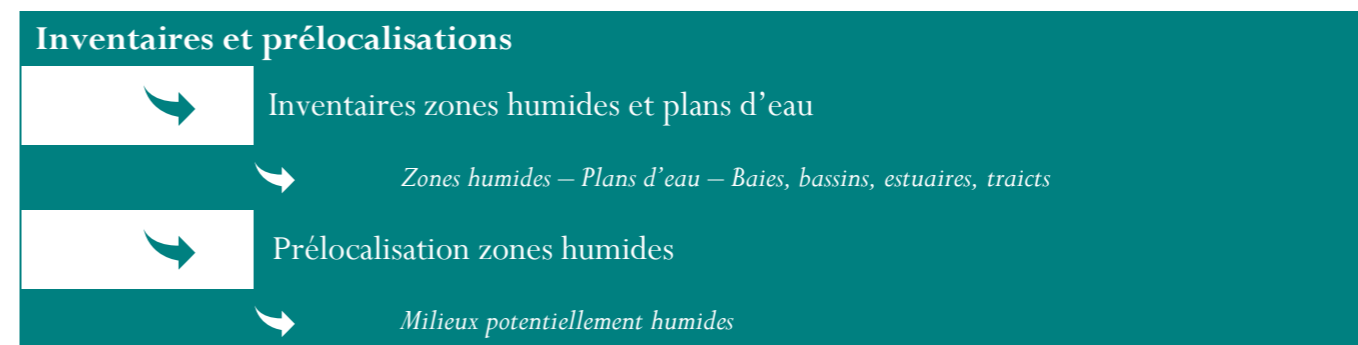 Inventaires et prélocalisations
Inventaires zones humides et plans d’eau
Zones humides – Plans d’eau – Baies, bassins, estuaires, traicts
Prélocalisation zones humides
Milieux potentiellement humides